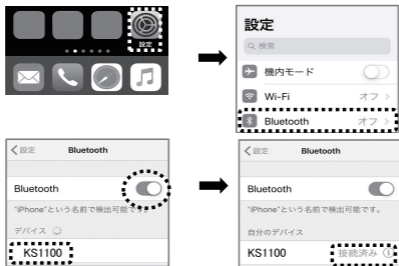 設定
設定
検索
機内モード
Wi-Fi オフ
Bluetooth オフ
設定 Bluetooth
Bluetooth
"iPhone"という名前で検出可能です。
デバイス
KS1100
設定 Bluetooth
Bluetooth
"iPhone"という名前で検出可能です。
自分のデバイス
KS1100 接続済み